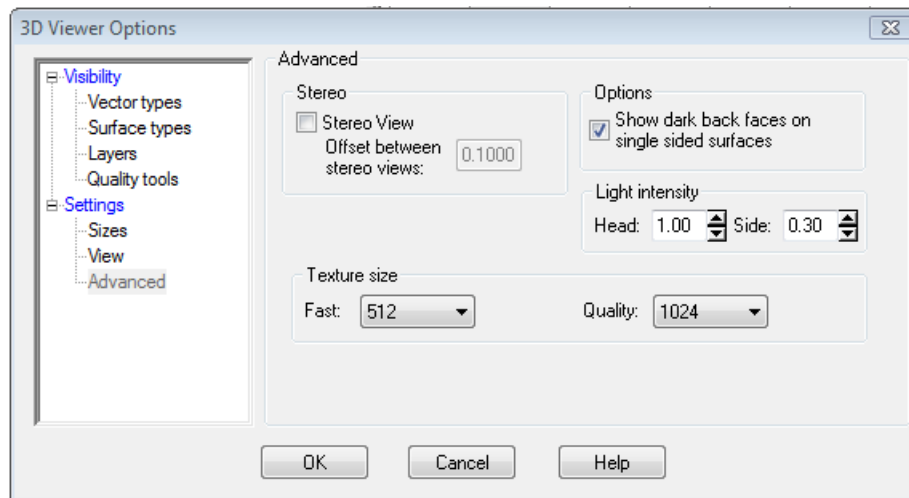 3D Viewer Options
Visibility
Vector types
Surface types
Layers
Quality tools
Settings
Sizes
View
Advanced
Advanced
Stereo
Stereo View
Offset between
stereo views:
0.1000
Options
Show dark back faces on
single sided surfaces
Light intensity
Head: 1.00 Side: 0.30
Texture size
Fast: 512 Quality: 1024
OK Cancel Help